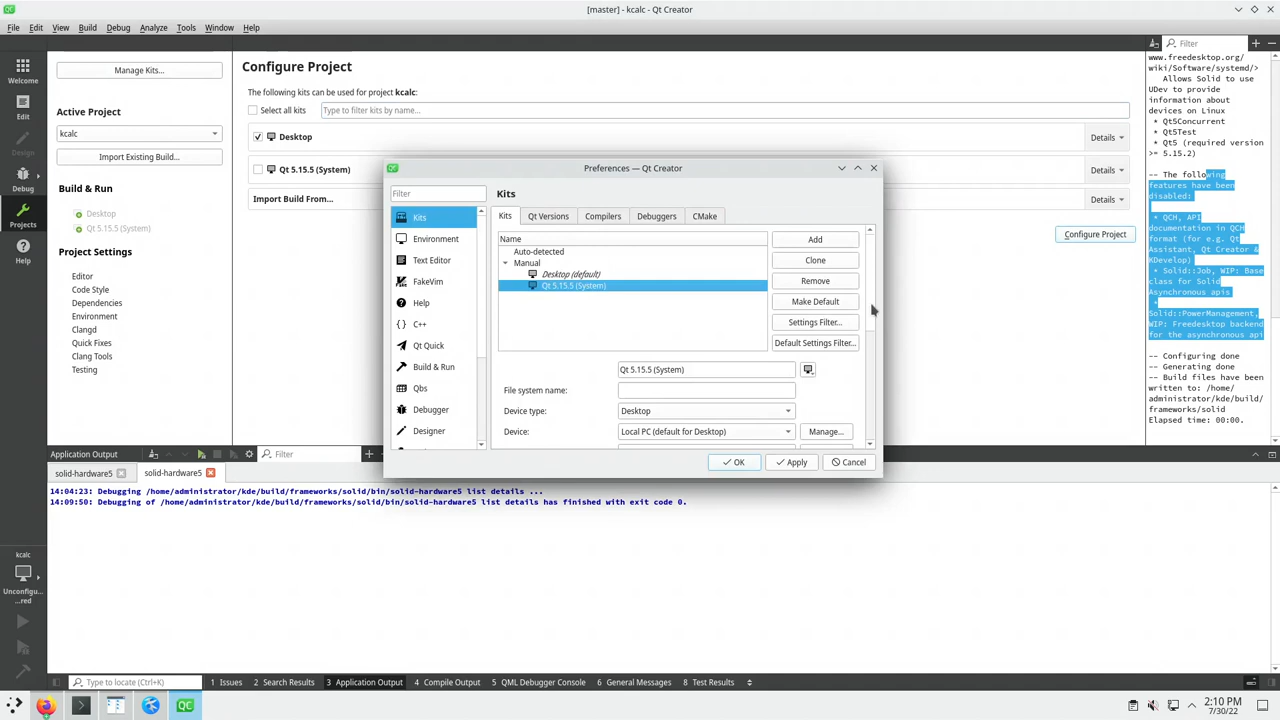 [master] - kcalc - Qt Creator
File Edit View Build Debug Analyze Tools Window Help
Welcome
Edit
Design
Debug
Projects
Help
kcalc
Unconfigu...red
Manage Kits...
Active Project
kcalc
Import Existing Build...
Build & Run
Desktop
Qt 5.15.5 (System)
Project Settings
Editor
Code Style
Dependencies
Environment
Clangd
Quick Fixes
Clang Tools
Testing
Configure Project
The following kits can be used for project kcalc:
Select all kits
Type to filter kits by name...
Desktop
Details
Qt 5.15.5 (System)
Details
Import Build From...
Details
Configure Project
Preferences — Qt Creator
Filter
Kits
Environment
Text Editor
FakeVim
Help
C++
Qt Quick
Build & Run
Qbs
Debugger
Designer
Kits
Kits Qt Versions Compilers Debuggers CMake
Name
Auto-detected
Manual
Desktop (default)
Qt 5.15.5 (System)
Add
Clone
Remove
Make Default
Settings Filter...
Default Settings Filter...
Qt 5.15.5 (System)
File system name:
Device type: Desktop
Device: Local PC (default for Desktop) Manage...
OK Apply Cancel
Filter
www.freedesktop.org/
wiki/Software/systemd/>
Allows Solid to use
UDev to provide
information about
devices on Linux
* Qt5Concurrent
* Qt5Test
* Qt5 (required version
>= 5.15.2)
-- The following
features have been
disabled:
* QCH, API
documentation in QCH
format (for e.g. Qt
Assistant, Qt Creator &
KDevelop)
* Solid::Job, WIP: Base
class for Solid
Asynchronous apis
*
Solid::PowerManagement,
WIP: Freedesktop backend
for the asynchronous api
-- Configuring done
-- Generating done
-- Build files have been
written to: /home/
administrator/kde/build/
frameworks/solid
Elapsed time: 00:00.
Application Output
Filter
solid-hardware5 solid-hardware5
14:04:23: Debugging /home/administrator/kde/build/frameworks/solid/bin/solid-hardware5 list details ...
14:09:50: Debugging of /home/administrator/kde/build/frameworks/solid/bin/solid-hardware5 list details has finished with exit code 0.
Type to locate (Ctrl+K) 1 Issues 2 Search Results 3 Application Output 4 Compile Output 5 QML Debugger Console 6 General Messages 8 Test Results
QC
2:10 PM
7/30/22